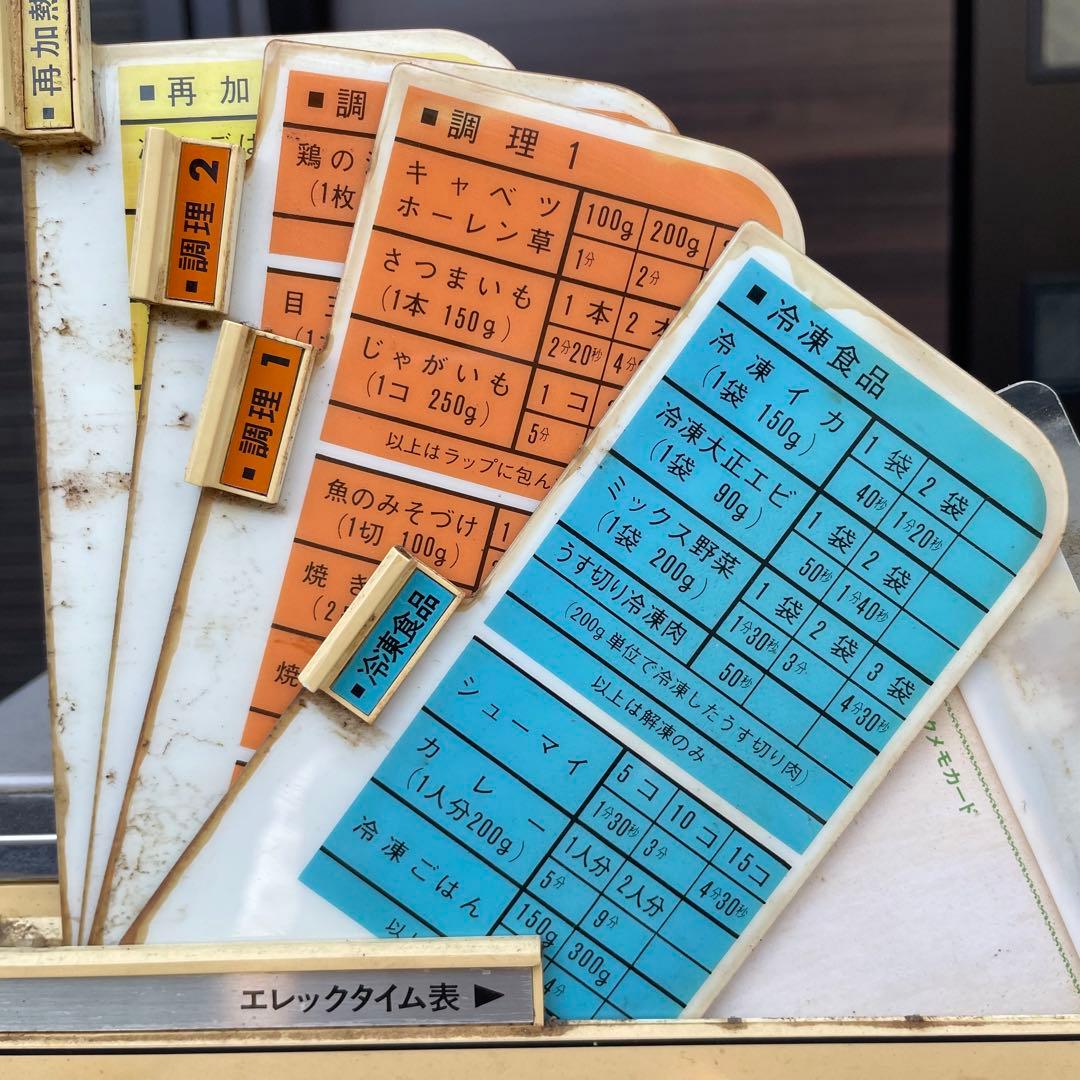 ■再加熱
■再加
ごは
■調理 2
■調
鶏の
(1枚
目玉
■調理 1
■調理 1
キャベツ
ホーレン草
100g 200g
1分 2分
さつまいも
(1本 150g)
1本 2本
2分20秒 4分
じゃがいも
(1コ 250g)
1コ
5分
以上はラップに包ん
魚のみそづけ
(1切 100g)
焼き
(2
焼
■冷凍食品
■冷凍食品
冷凍イカ
(1袋 150g)
1袋 2袋
40秒 1分20秒
冷凍大正エビ
(1袋 90g)
1袋 2袋
50秒 1分40秒
ミックス野菜
(1袋 200g)
1袋 2袋 3袋
1分30秒 3分 4分30秒
うす切り冷凍肉
50秒
(200g単位で冷凍したうす切り肉)
以上は解凍のみ
シューマイ
5コ 10コ 15コ
1分30秒 3分 4分30秒
カレー
(1人分200g)
1人分 2人分
5分 9分
冷凍ごはん
150g 300g
4分
以上
クメモカード
エレックタイム表▶